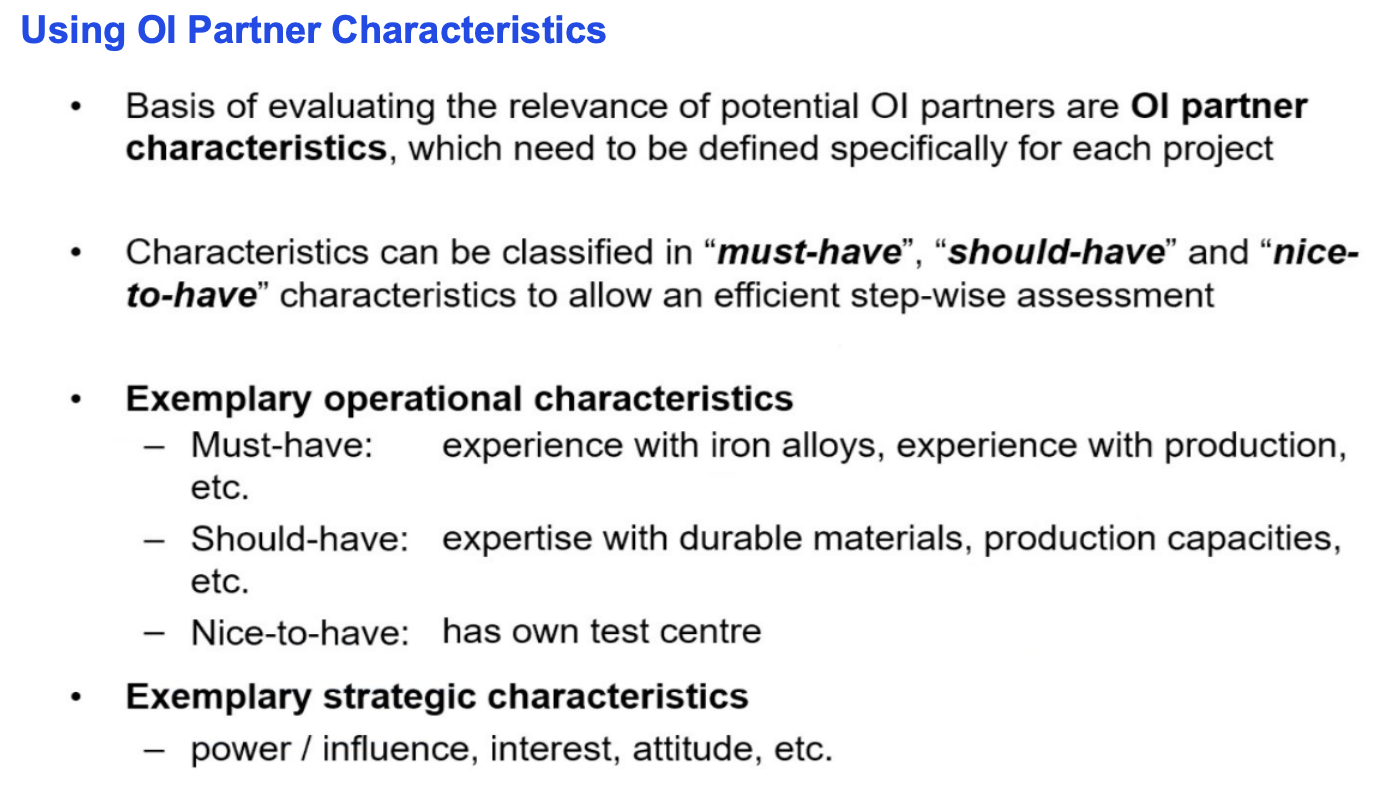 Using OI Partner Characteristics
• Basis of evaluating the relevance of potential OI partners are OI partner
characteristics, which need to be defined specifically for each project
• Characteristics can be classified in “must-have”, “should-have” and “nice-
to-have” characteristics to allow an efficient step-wise assessment
• Exemplary operational characteristics
– Must-have: experience with iron alloys, experience with production,
etc.
– Should-have: expertise with durable materials, production capacities,
etc.
– Nice-to-have: has own test centre
• Exemplary strategic characteristics
– power / influence, interest, attitude, etc.